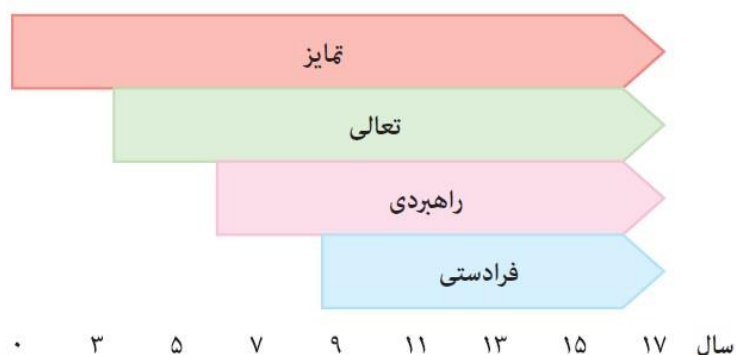 تمایز
تعالی
راهبردی
فرادستی
۰ ۳ ۵ ۷ ۹ ۱۱ ۱۳ ۱۵ ۱۷ سال